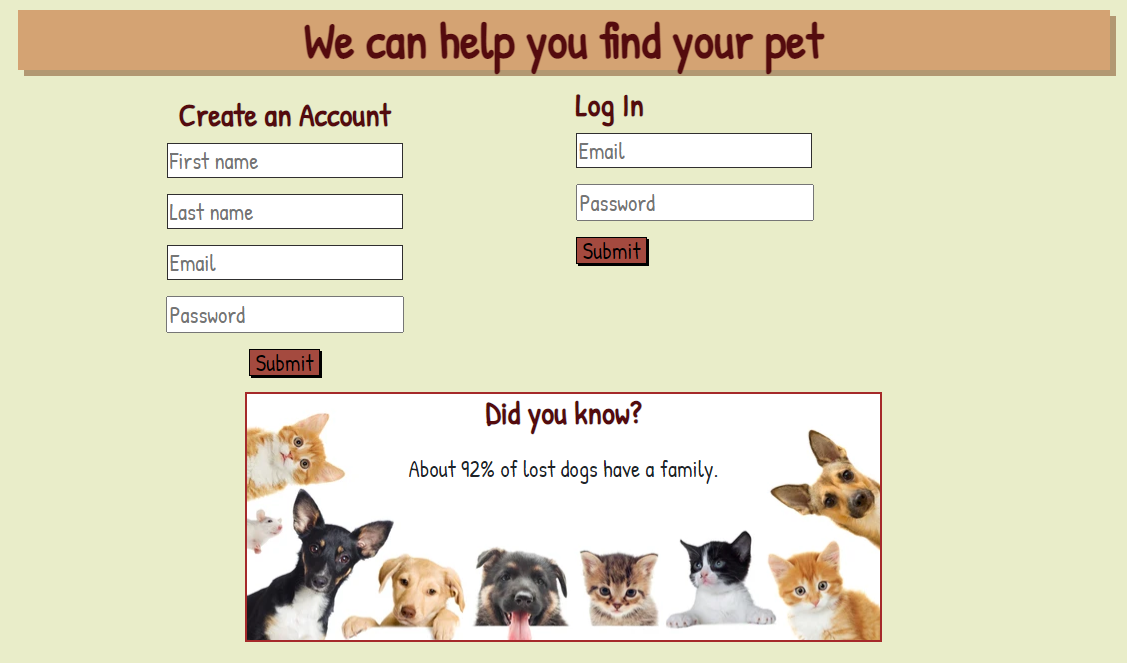 We can help you find your pet
Create an Account
First name
Last name
Email
Password
Submit
Log In
Email
Password
Submit
Did you know?
About 92% of lost dogs have a family.